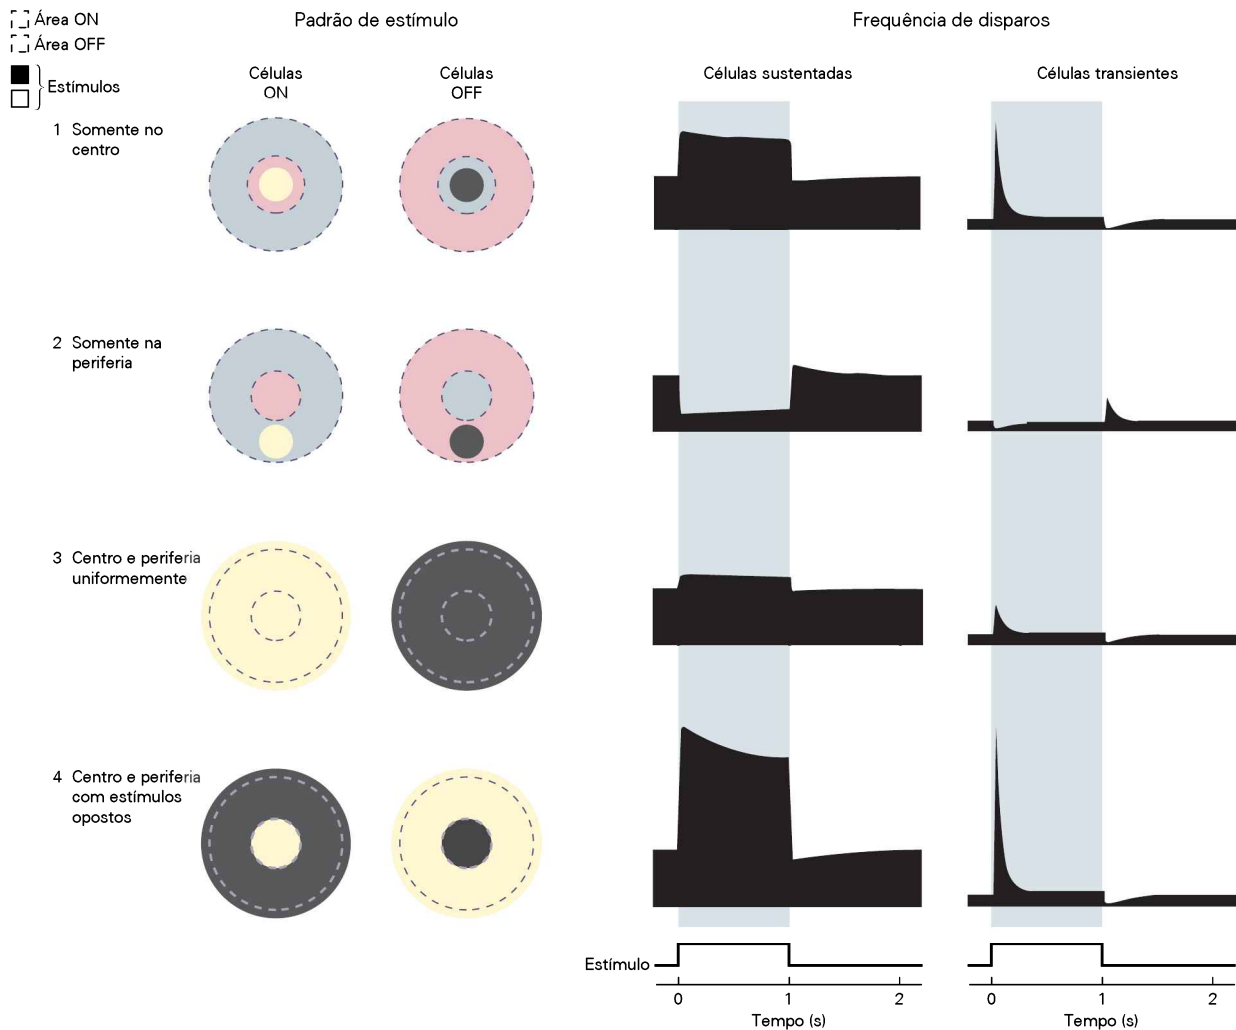 Área ON
Área OFF
Estímulos
Padrão de estímulo
Células
ON
Células
OFF
Frequência de disparos
Células sustentadas
Células transientes
1 Somente no
centro
2 Somente na
periferia
3 Centro e periferia
uniformemente
4 Centro e periferia
com estímulos
opostos
Estímulo
0 1 2
Tempo (s)
0 1 2
Tempo (s)